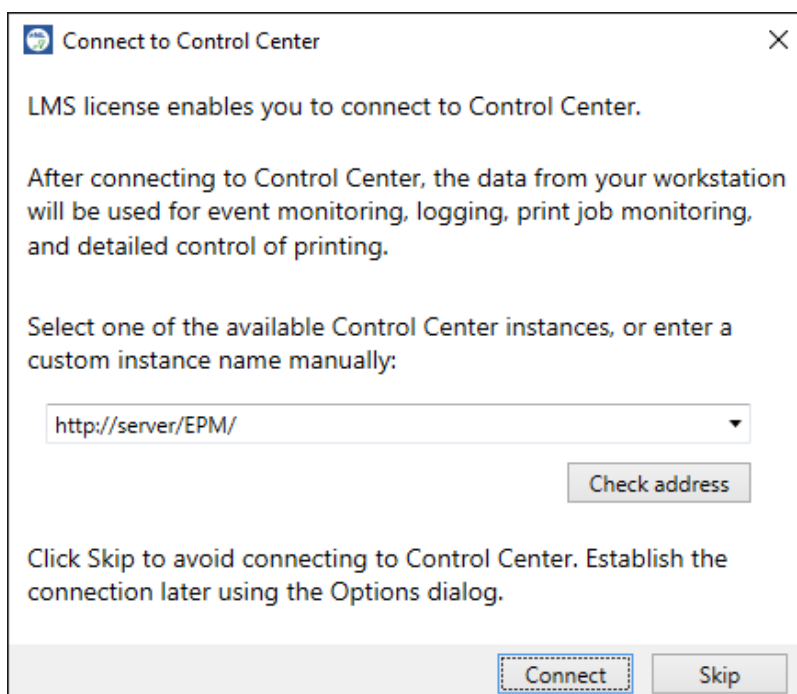 Connect to Control Center
LMS license enables you to connect to Control Center.
After connecting to Control Center, the data from your workstation
will be used for event monitoring, logging, print job monitoring,
and detailed control of printing.
Select one of the available Control Center instances, or enter a
custom instance name manually:
http://server/EPM/
Check address
Click Skip to avoid connecting to Control Center. Establish the
connection later using the Options dialog.
Connect
Skip